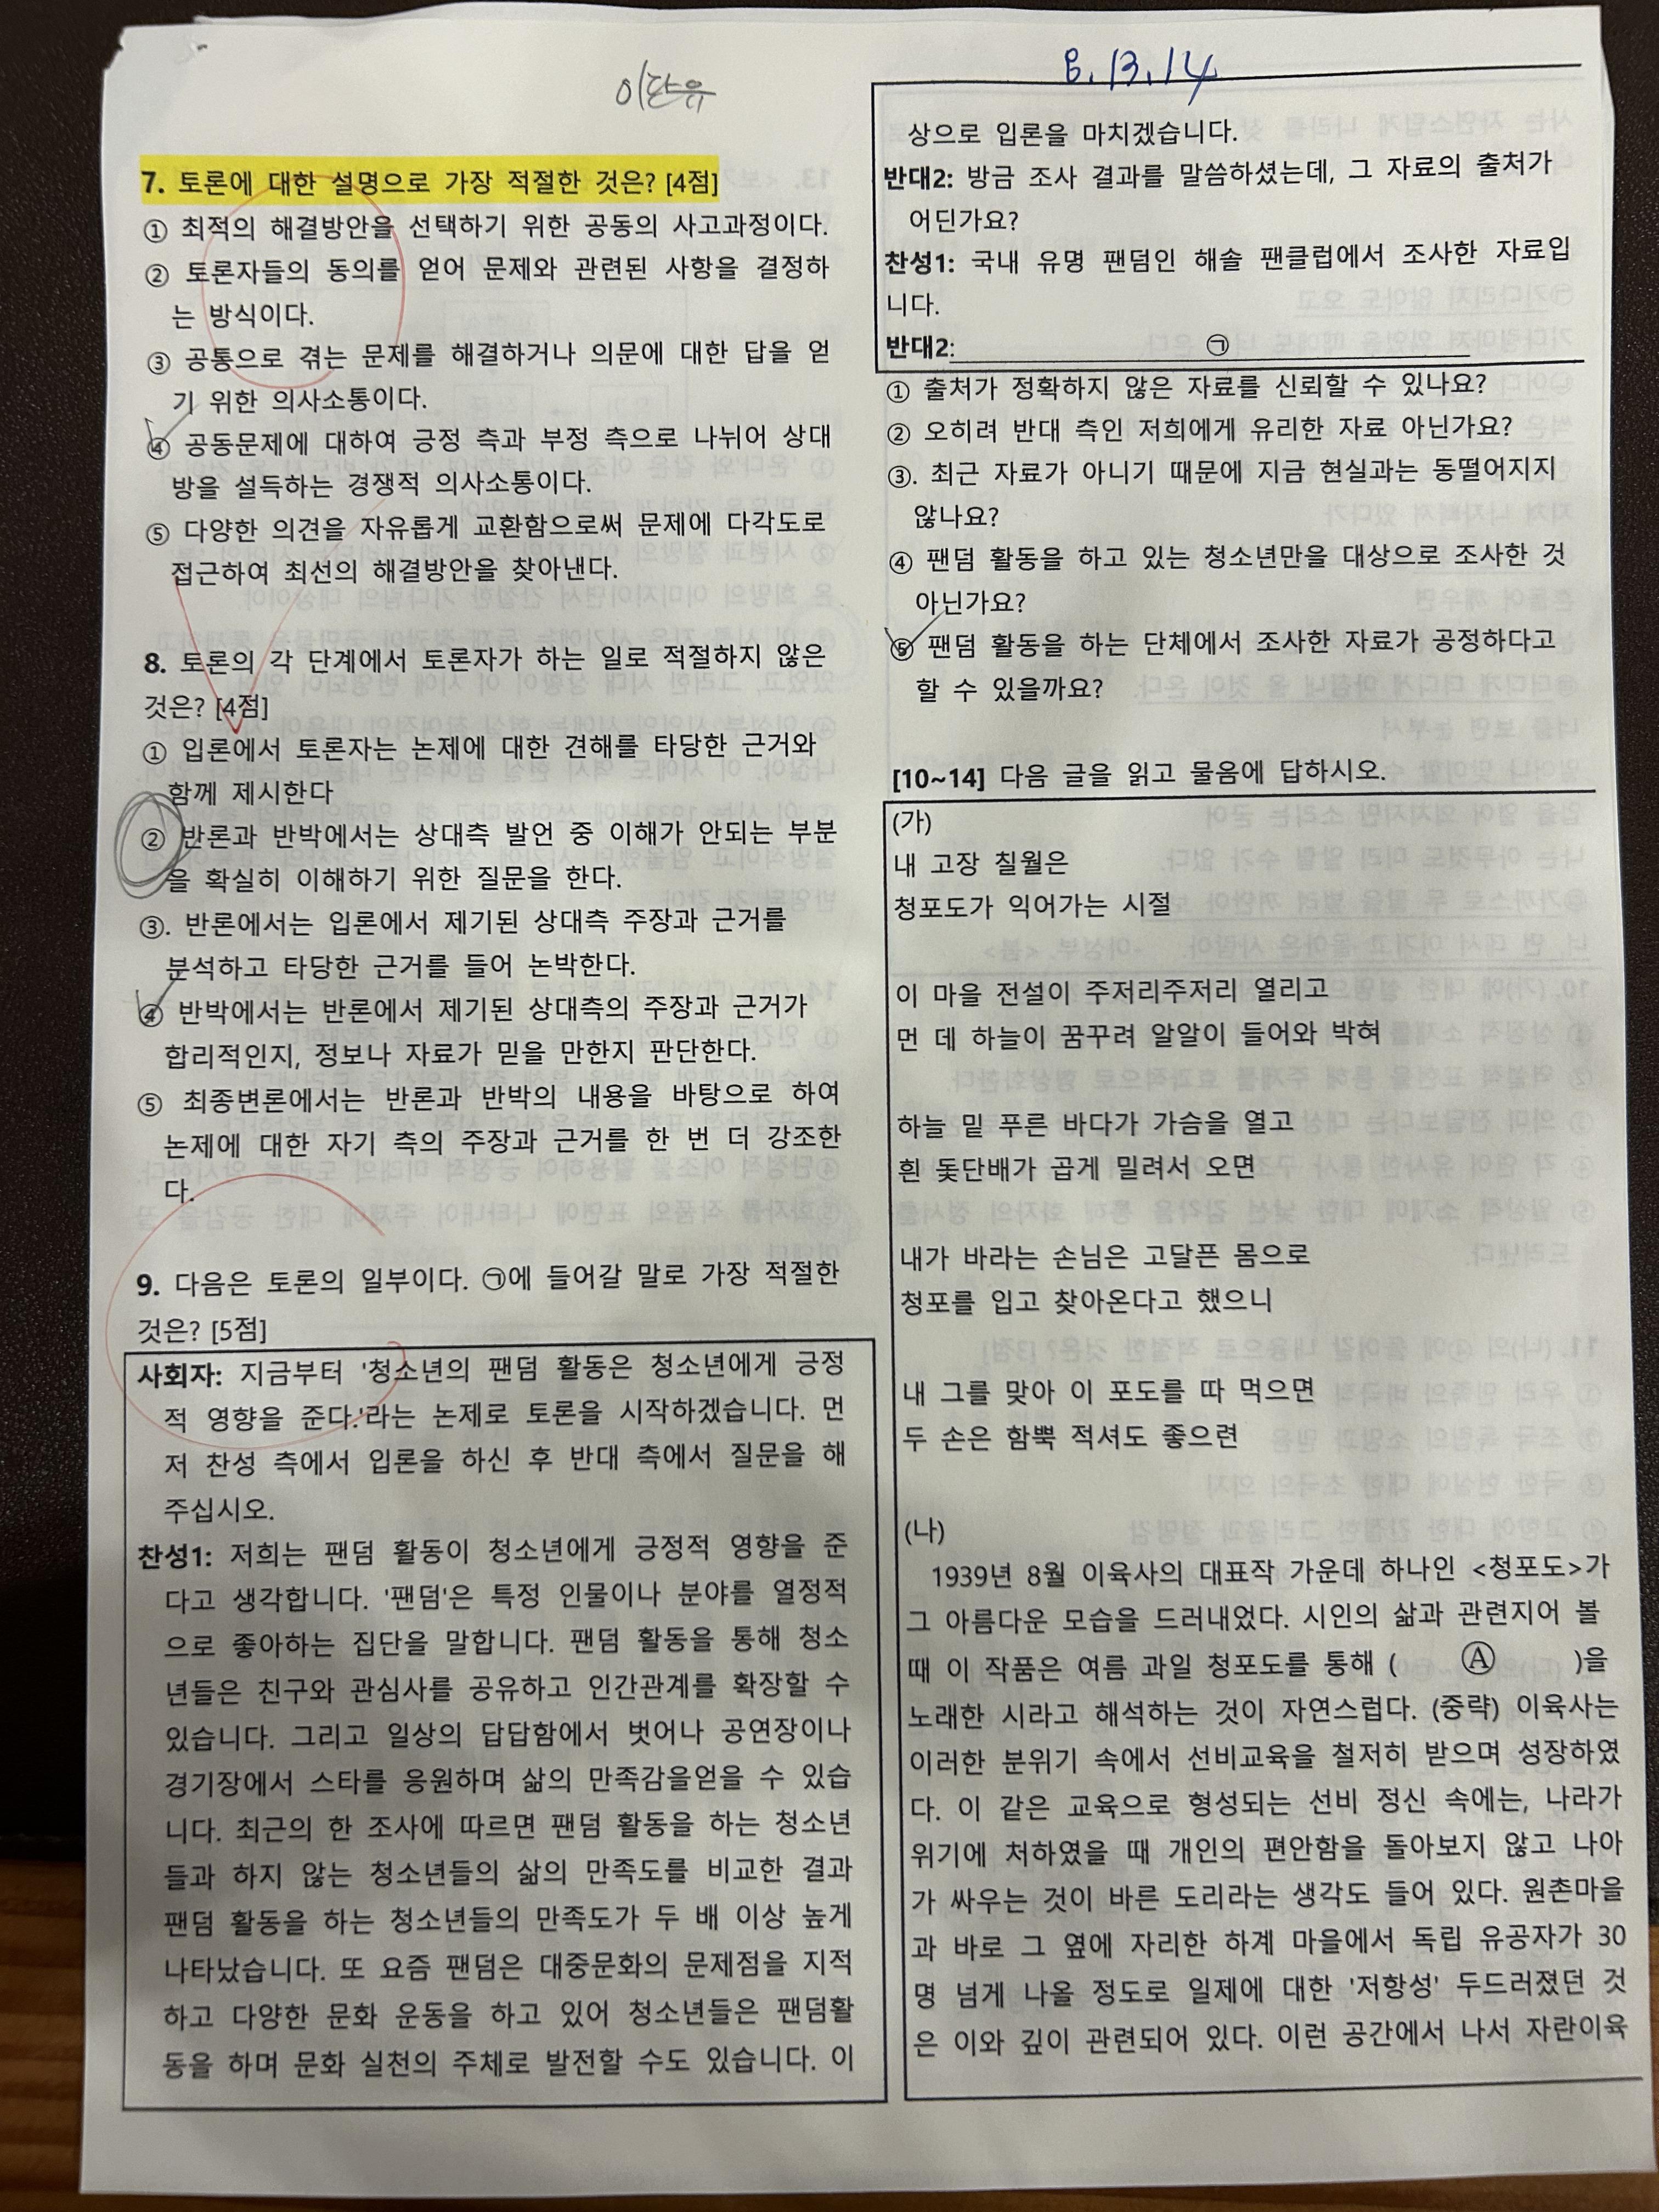 이단유
8. 13. 14
7. 토론에 대한 설명으로 가장 적절한 것은? [4점]
① 최적의 해결방안을 선택하기 위한 공동의 사고과정이다.
② 토론자들의 동의를 얻어 문제와 관련된 사항을 결정하
는 방식이다.
③ 공통으로 겪는 문제를 해결하거나 의문에 대한 답을 얻
기 위한 의사소통이다.
④ 공동문제에 대하여 긍정 측과 부정 측으로 나뉘어 상대
방을 설득하는 경쟁적 의사소통이다.
⑤ 다양한 의견을 자유롭게 교환함으로써 문제에 다각도로
접근하여 최선의 해결방안을 찾아낸다.
8. 토론의 각 단계에서 토론자가 하는 일로 적절하지 않은
것은? [4점]
① 입론에서 토론자는 논제에 대한 견해를 타당한 근거와
함께 제시한다
② 반론과 반박에서는 상대측 발언 중 이해가 안되는 부분
을 확실히 이해하기 위한 질문을 한다.
③. 반론에서는 입론에서 제기된 상대측 주장과 근거를
분석하고 타당한 근거를 들어 논박한다.
④ 반박에서는 반론에서 제기된 상대측의 주장과 근거가
합리적인지, 정보나 자료가 믿을 만한지 판단한다.
⑤ 최종변론에서는 반론과 반박의 내용을 바탕으로 하여
논제에 대한 자기 측의 주장과 근거를 한 번 더 강조한
다.
9. 다음은 토론의 일부이다. ㉠에 들어갈 말로 가장 적절한
것은? [5점]
사회자: 지금부터 '청소년의 팬덤 활동은 청소년에게 긍정
적 영향을 준다.'라는 논제로 토론을 시작하겠습니다. 먼
저 찬성 측에서 입론을 하신 후 반대 측에서 질문을 해
주십시오.
찬성1: 저희는 팬덤 활동이 청소년에게 긍정적 영향을 준
다고 생각합니다. '팬덤'은 특정 인물이나 분야를 열정적
으로 좋아하는 집단을 말합니다. 팬덤 활동을 통해 청소
년들은 친구와 관심사를 공유하고 인간관계를 확장할 수
있습니다. 그리고 일상의 답답함에서 벗어나 공연장이나
경기장에서 스타를 응원하며 삶의 만족감을얻을 수 있습
니다. 최근의 한 조사에 따르면 팬덤 활동을 하는 청소년
들과 하지 않는 청소년들의 삶의 만족도를 비교한 결과
팬덤 활동을 하는 청소년들의 만족도가 두 배 이상 높게
나타났습니다. 또 요즘 팬덤은 대중문화의 문제점을 지적
하고 다양한 문화 운동을 하고 있어 청소년들은 팬덤활
동을 하며 문화 실천의 주체로 발전할 수도 있습니다. 이
상으로 입론을 마치겠습니다.
반대2: 방금 조사 결과를 말씀하셨는데, 그 자료의 출처가
어딘가요?
찬성1: 국내 유명 팬덤인 해솔 팬클럽에서 조사한 자료입
니다.
반대2: ㉠
① 출처가 정확하지 않은 자료를 신뢰할 수 있나요?
② 오히려 반대 측인 저희에게 유리한 자료 아닌가요?
③. 최근 자료가 아니기 때문에 지금 현실과는 동떨어지지
않나요?
④ 팬덤 활동을 하고 있는 청소년만을 대상으로 조사한 것
아닌가요?
⑤ 팬덤 활동을 하는 단체에서 조사한 자료가 공정하다고
할 수 있을까요?
[10~14] 다음 글을 읽고 물음에 답하시오.
(가)
내 고장 칠월은
청포도가 익어가는 시절
이 마을 전설이 주저리주저리 열리고
먼 데 하늘이 꿈꾸려 알알이 들어와 박혀
하늘 밑 푸른 바다가 가슴을 열고
흰 돛단배가 곱게 밀려서 오면
내가 바라는 손님은 고달픈 몸으로
청포를 입고 찾아온다고 했으니
내 그를 맞아 이 포도를 따 먹으면
두 손은 함뿍 적셔도 좋으련
(나)
1939년 8월 이육사의 대표작 가운데 하나인 <청포도>가
그 아름다운 모습을 드러내었다. 시인의 삶과 관련지어 볼
때 이 작품은 여름 과일 청포도를 통해 ( Ⓐ )을
노래한 시라고 해석하는 것이 자연스럽다. (중략) 이육사는
이러한 분위기 속에서 선비교육을 철저히 받으며 성장하였
다. 이 같은 교육으로 형성되는 선비 정신 속에는, 나라가
위기에 처하였을 때 개인의 편안함을 돌아보지 않고 나아
가 싸우는 것이 바른 도리라는 생각도 들어 있다. 원촌마을
과 바로 그 옆에 자리한 하계 마을에서 독립 유공자가 30
명 넘게 나올 정도로 일제에 대한 '저항성' 두드러졌던 것
은 이와 깊이 관련되어 있다. 이런 공간에서 나서 자란이육